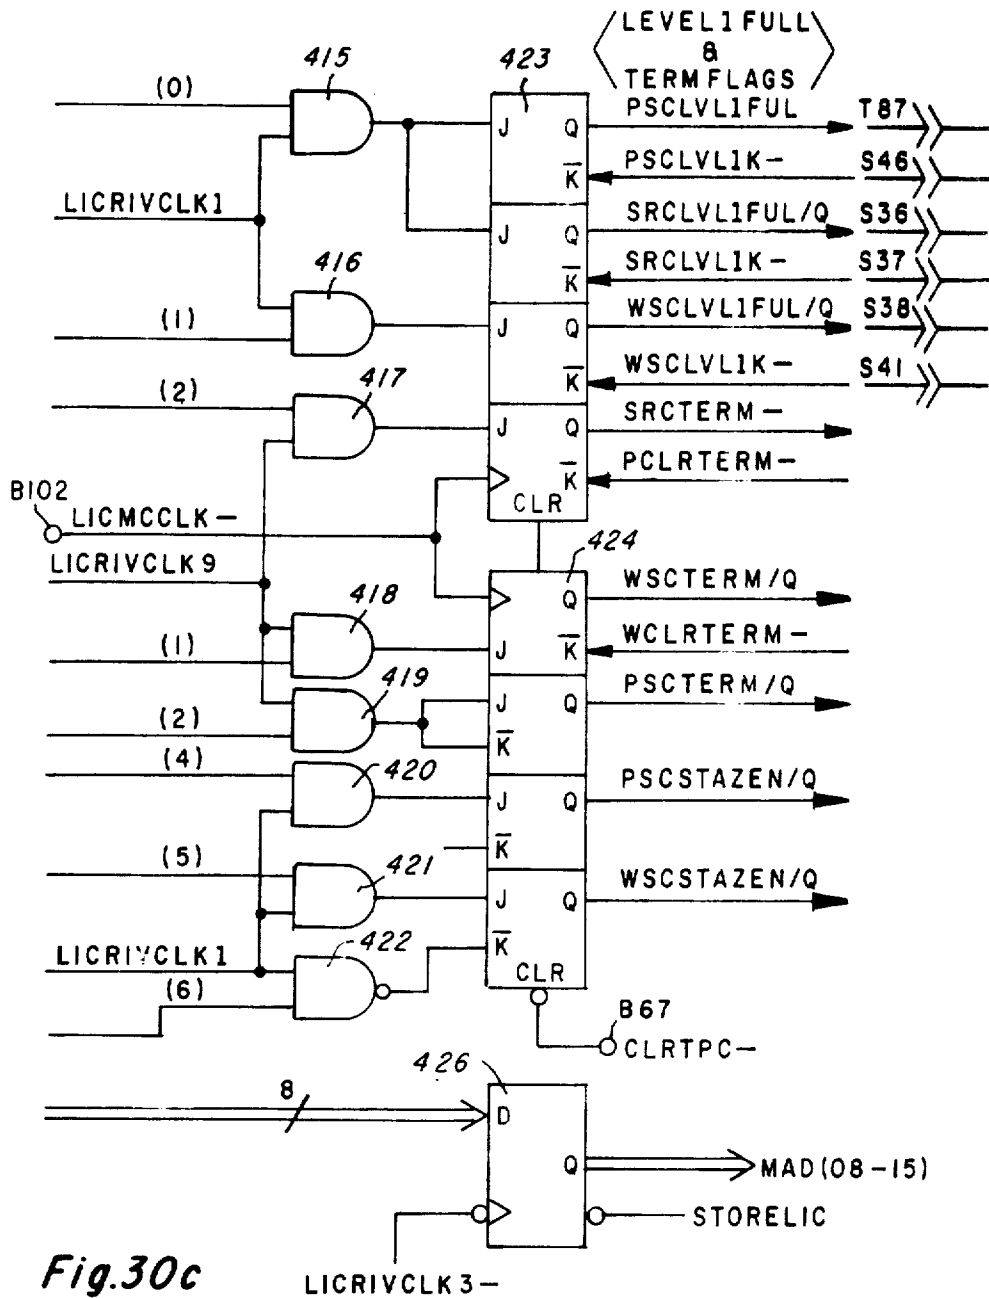 LEVEL1FULL
&
TERMFLAGS
415
423
(0)
PSCLVL1FUL
T87
J
Q
PSCLVL1K-
S46
K
LICRIVCLK1
SRCLVL1FUL/Q
S36
J
Q
416
SRCLVL1K-
S37
K
(1)
WSCLVL1FUL/Q
S38
J
Q
417
WSCLVL1K-
S41
K
(2)
SRCTERM-
J
Q
PCLRTERM-
K
B102
CLR
LICMCCLK-
424
LICRIVCLK9
WSCTERM/Q
Q
418
WCLRTERM-
(1)
J
K
419
PSCTERM/Q
J
Q
(2)
K
(4)
420
PSCSTAZEN/Q
J
Q
K
(5)
421
WSCSTAZEN/Q
J
Q
422
K
LICRIVCLK1
CLR
(6)
B67
CLRTPC-
426
8
D
Q
MAD(08-15)
STORELIC
Fig.30c
LICRIVCLK3-